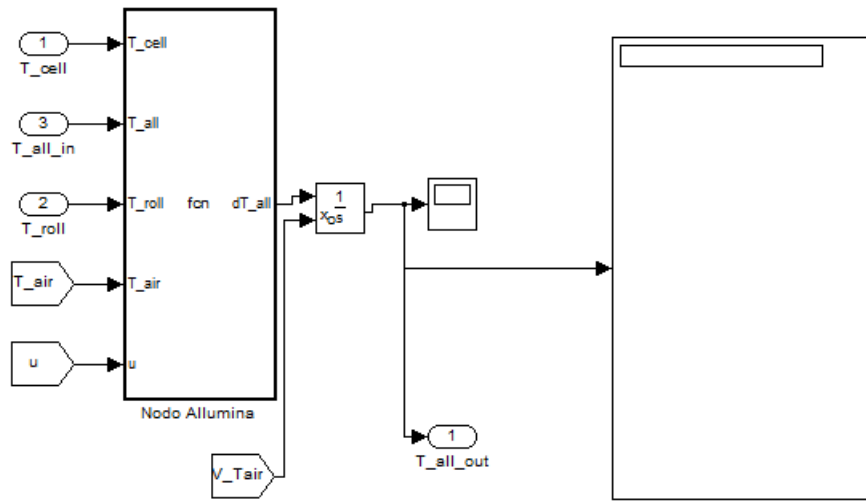 1
T_cell
T_cell
3
T_all_in
T_all
2
T_roll
T_roll
fcn
dT_all
T_air
T_air
u
u
Nodo Allumina
V_Tair
1
s
xo
1
T_all_out